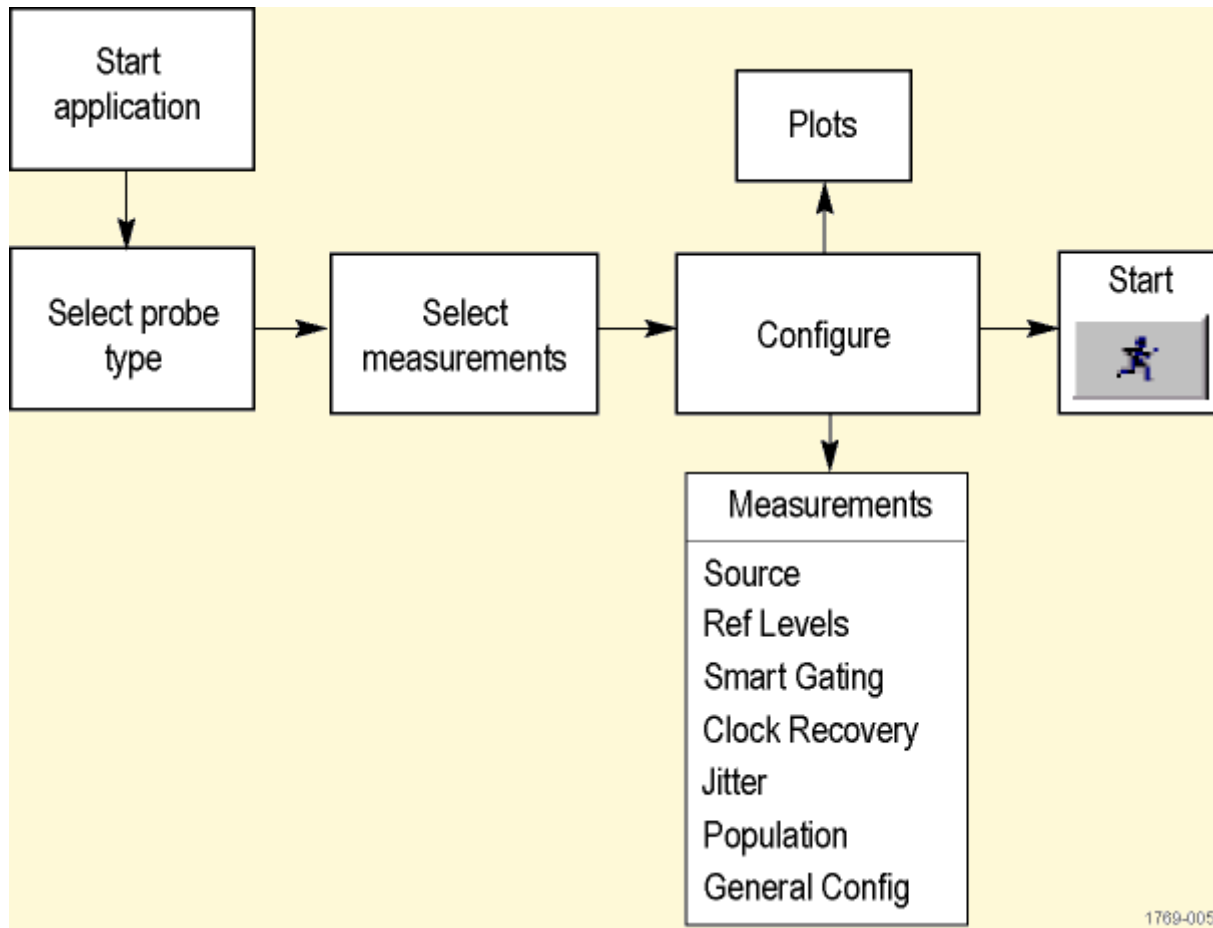 Start
application
Plots
Select probe
type
Select
measurements
Configure
Start
Measurements
Source
Ref Levels
Smart Gating
Clock Recovery
Jitter
Population
General Config
1769-005